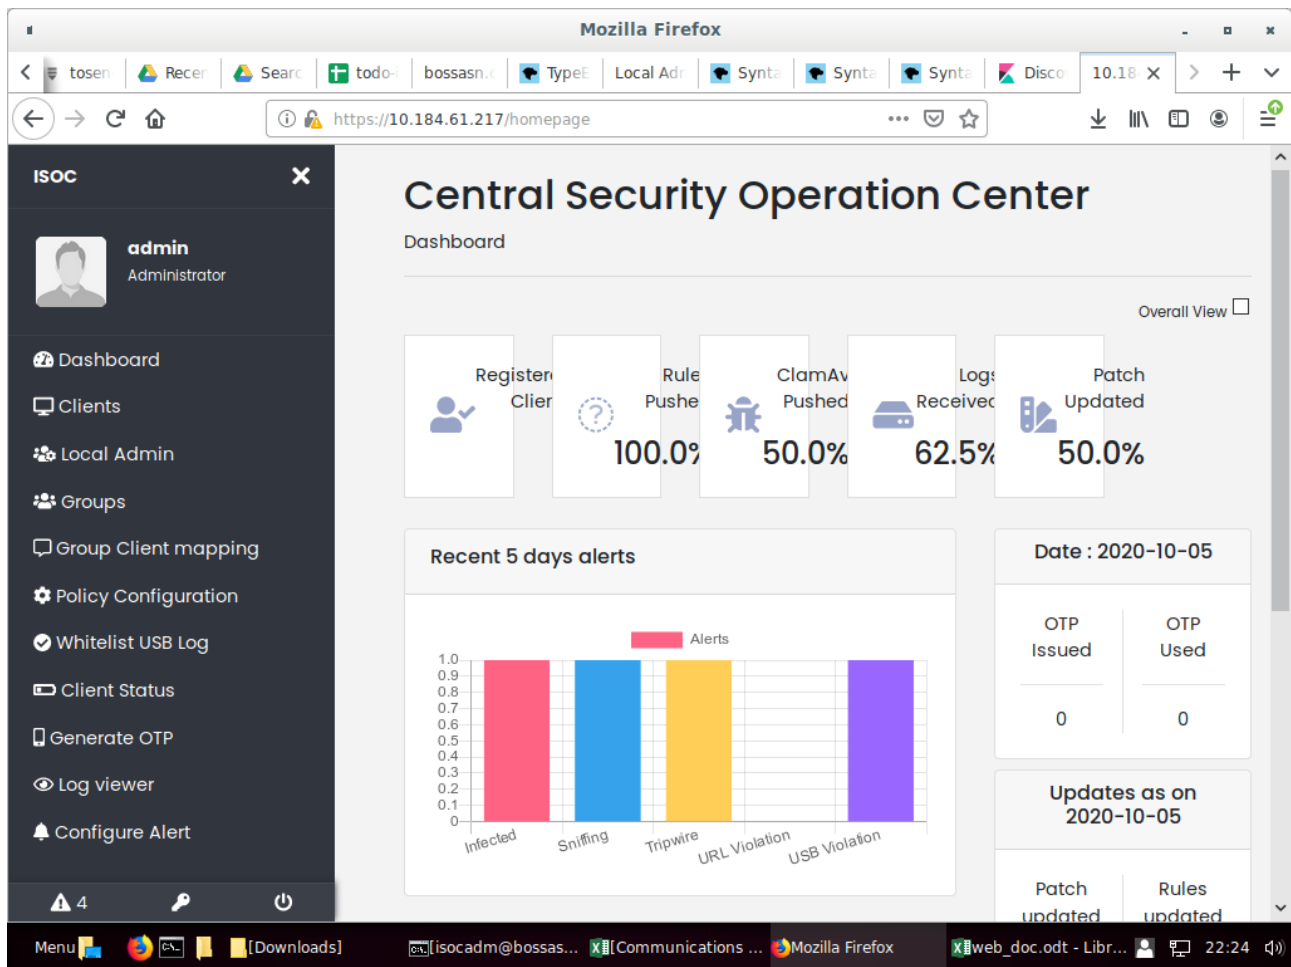 Mozilla Firefox
tosen
Recen
Searc
todo-
bossasn.
TypeE
Local Adr
Synta
Synta
Synta
Disco
10.18
https://10.184.61.217/homepage
ISOC
admin
Administrator
Dashboard
Clients
Local Admin
Groups
Group Client mapping
Policy Configuration
Whitelist USB Log
Client Status
Generate OTP
Log viewer
Configure Alert
4
Central Security Operation Center
Dashboard
Overall View
Registere
Clien
Rule
Pushe
100.0%
ClamAv
Pushed
50.0%
Logs
Received
62.5%
Patch
Updated
50.0%
Recent 5 days alerts
Alerts
1.0
0.9
0.8
0.7
0.6
0.5
0.4
0.3
0.2
0.1
0
Infected
Sniffing
Tripwire
URL Violation
USB Violation
Date : 2020-10-05
OTP
Issued
0
OTP
Used
0
Updates as on
2020-10-05
Patch
updated
Rules
updated
Menu
[Downloads]
[isocadm@bossas...
[Communications ...
Mozilla Firefox
web_doc.odt - Libr...
22:24